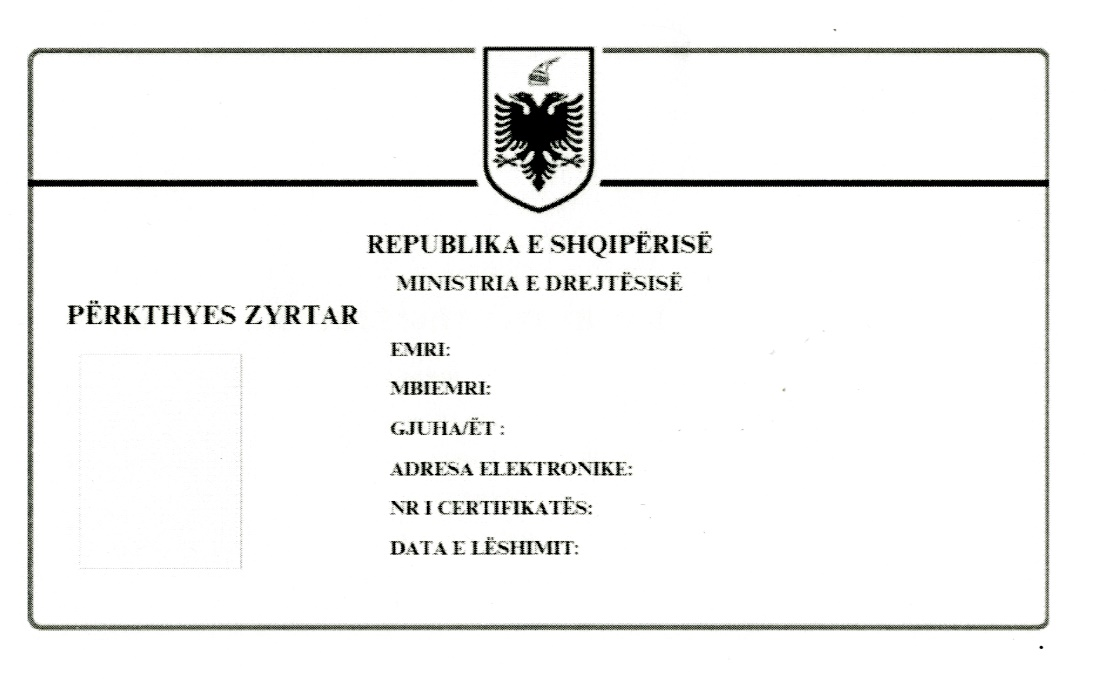 REPUBLIKA E SHQIPËRISË
MINISTRIA E DREJTËSISË
PËRKTHYES ZYRTAR
EMRI:
MBIEMRI:
GJUHA/ËT :
ADRESA ELEKTRONIKE:
NR I CERTIFIKATËS:
DATA E LËSHIMIT: